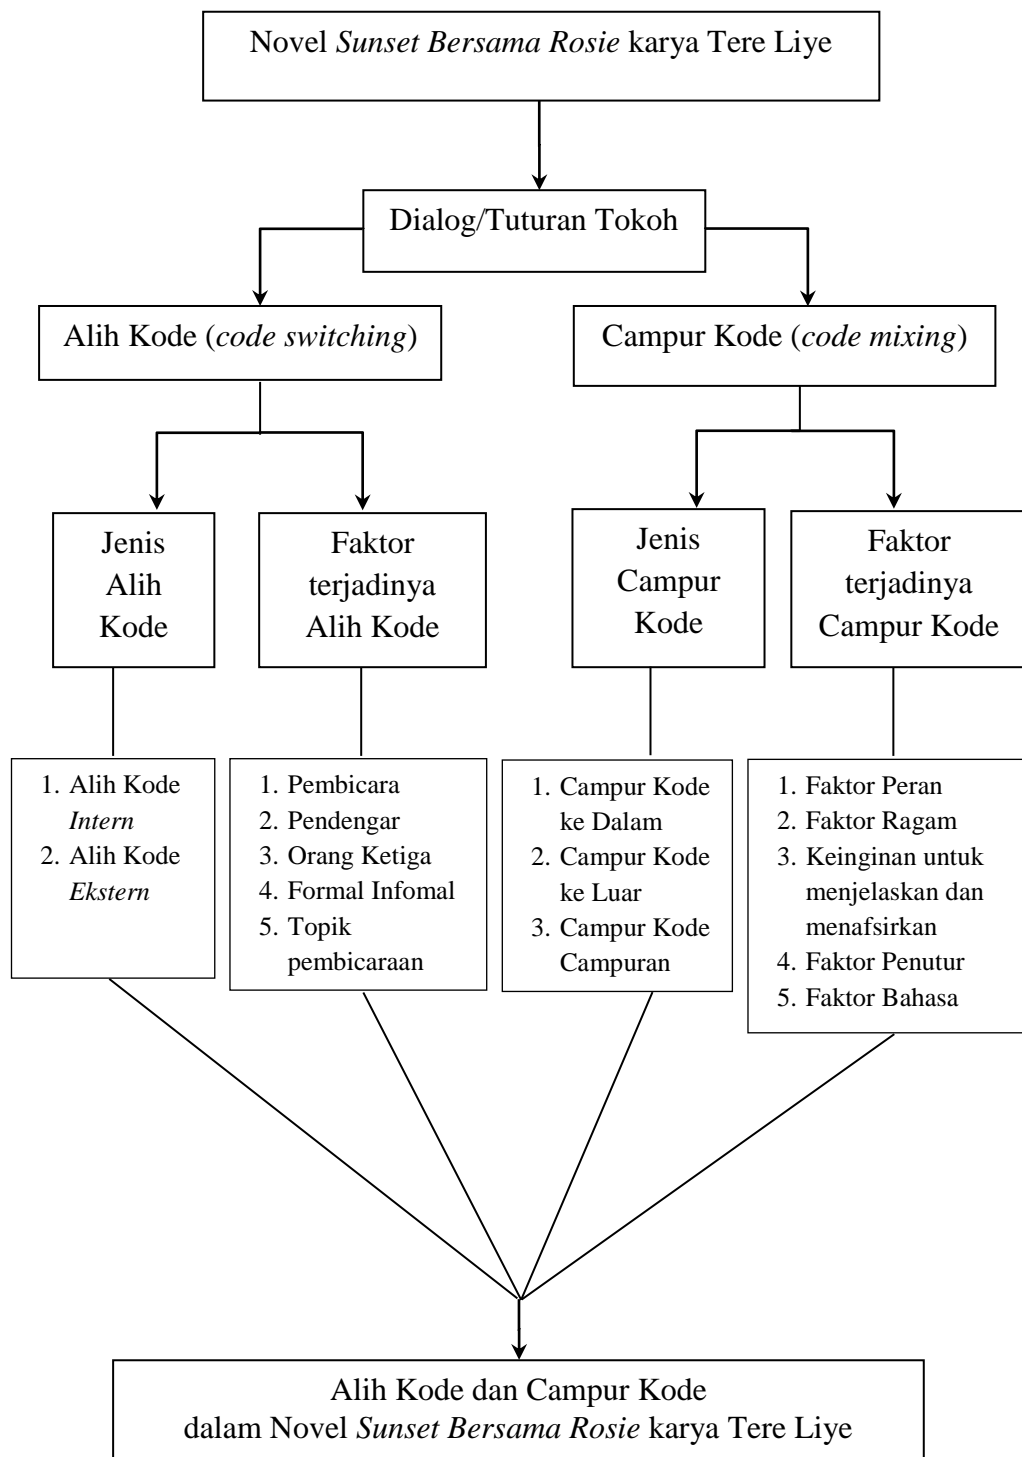 Novel Sunset Bersama Rosie karya Tere Liye
Dialog/Tuturan Tokoh
Alih Kode (code switching)
Campur Kode (code mixing)
Jenis
Alih
Kode
Faktor
terjadinya
Alih Kode
Jenis
Campur
Kode
Faktor
terjadinya
Campur Kode
1. Alih Kode
Intern
2. Alih Kode
Ekstern
1. Pembicara
2. Pendengar
3. Orang Ketiga
4. Formal Infomal
5. Topik
pembicaraan
1. Campur Kode
ke Dalam
2. Campur Kode
ke Luar
3. Campur Kode
Campuran
1. Faktor Peran
2. Faktor Ragam
3. Keinginan untuk
menjelaskan dan
menafsirkan
4. Faktor Penutur
5. Faktor Bahasa
Alih Kode dan Campur Kode
dalam Novel Sunset Bersama Rosie karya Tere Liye